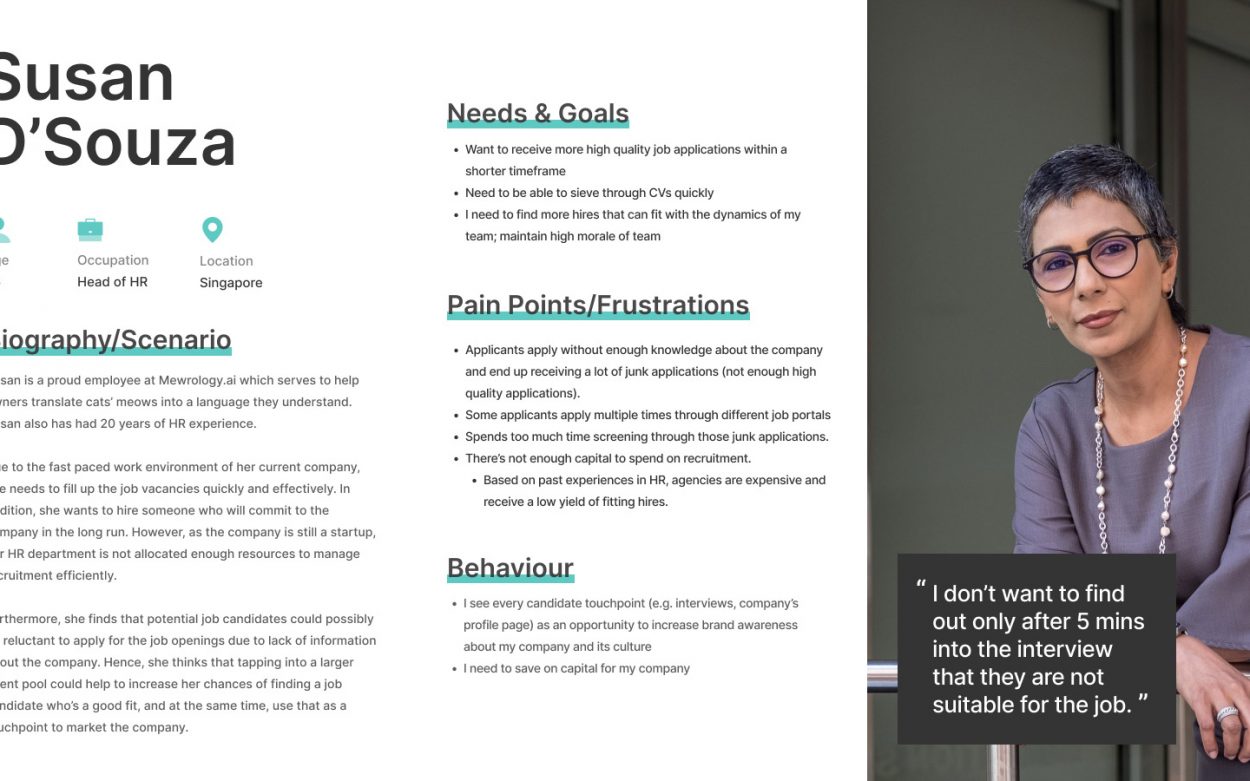 Susan
D’Souza
Occupation
Head of HR
Location
Singapore
Biography/Scenario
is a proud employee at Mewrology.ai which serves to help
translate cats’ meows into a language they understand.
also has had 20 years of HR experience.
to the fast paced work environment of her current company,
needs to fill up the job vacancies quickly and effectively. In
she wants to hire someone who will commit to the
in the long run. However, as the company is still a startup,
HR department is not allocated enough resources to manage
efficiently.
she finds that potential job candidates could possibly
reluctant to apply for the job openings due to lack of information
the company. Hence, she thinks that tapping into a larger
pool could help to increase her chances of finding a job
who’s a good fit, and at the same time, use that as a
to market the company.
Needs & Goals
• Want to receive more high quality job applications within a
shorter timeframe
• Need to be able to sieve through CVs quickly
• I need to find more hires that can fit with the dynamics of my
team; maintain high morale of team
Pain Points/Frustrations
• Applicants apply without enough knowledge about the company
and end up receiving a lot of junk applications (not enough high
quality applications).
• Some applicants apply multiple times through different job portals
• Spends too much time screening through those junk applications.
• There’s not enough capital to spend on recruitment.
• Based on past experiences in HR, agencies are expensive and
receive a low yield of fitting hires.
Behaviour
• I see every candidate touchpoint (e.g. interviews, company’s
profile page) as an opportunity to increase brand awareness
about my company and its culture
• I need to save on capital for my company
“ I don’t want to find
out only after 5 mins
into the interview
that they are not
suitable for the job. ”